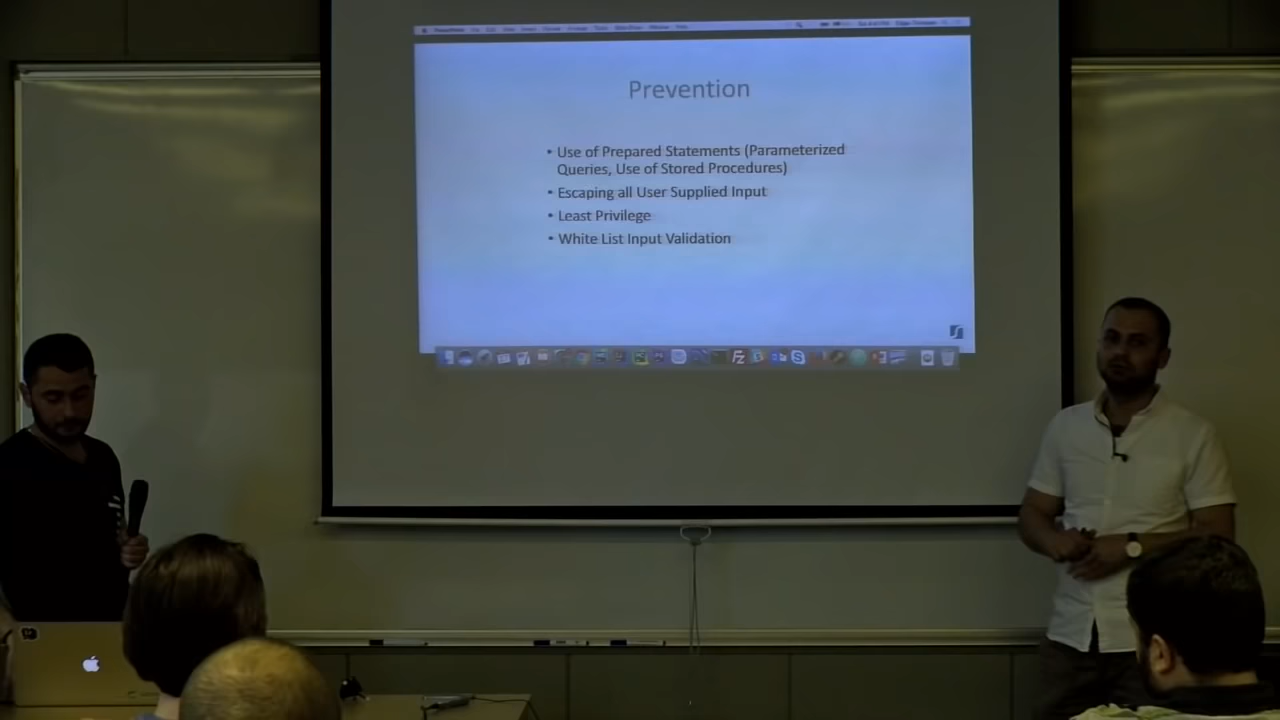 Prevention
• Use of Prepared Statements (Parameterized
Queries, Use of Stored Procedures)
• Escaping all User Supplied Input
• Least Privilege
• White List Input Validation